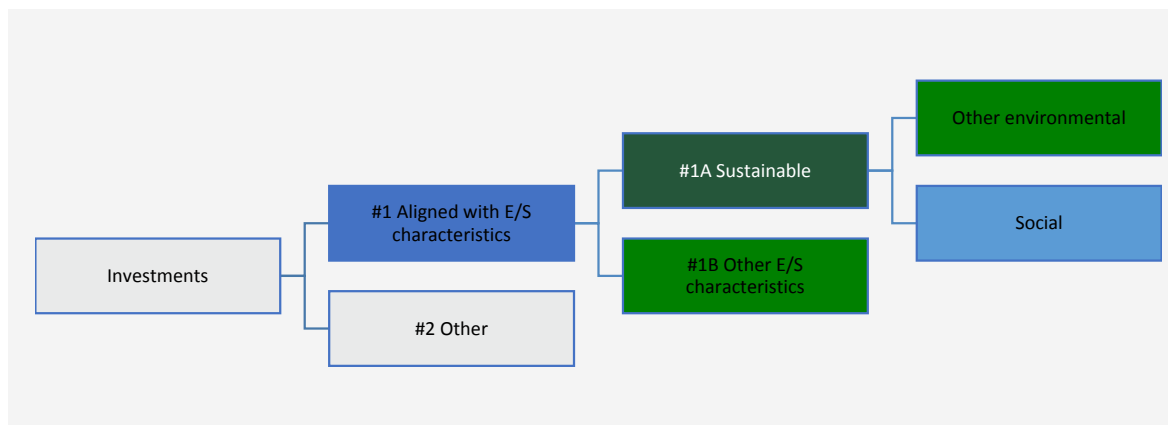 Investments
#1 Aligned with E/S
characteristics
#2 Other
#1A Sustainable
#1B Other E/S
characteristics
Other environmental
Social